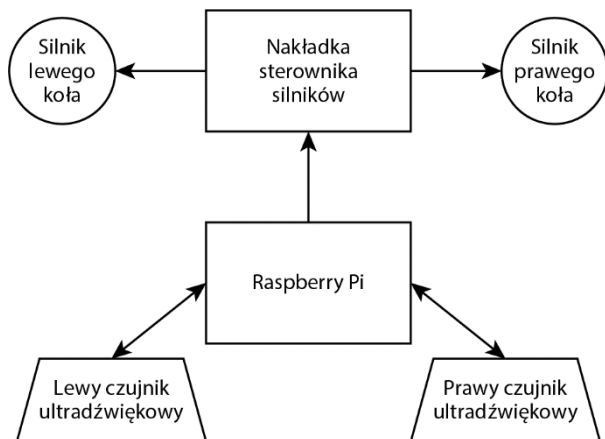 Silnik
lewego
koła
Nakładka
sterownika
silników
Silnik
prawego
koła
Raspberry Pi
Lewy czujnik
ultradźwiękowy
Prawy czujnik
ultradźwiękowy